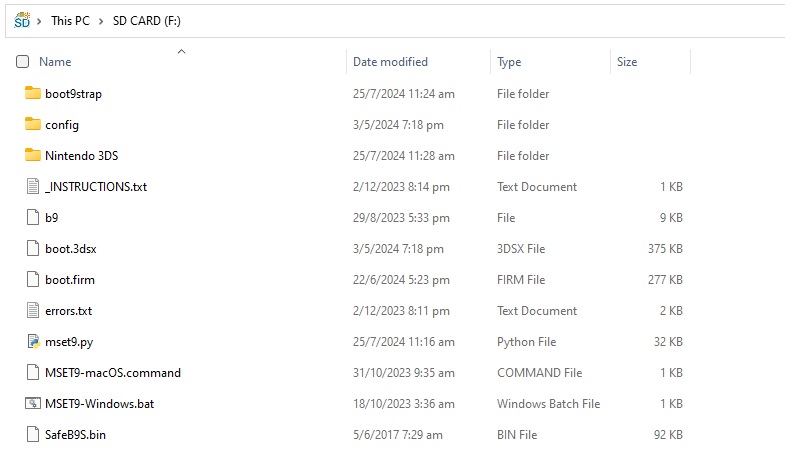 SD This PC SD CARD (F:)
Name Date modified Type Size
boot9strap 25/7/2024 11:24 am File folder
config 3/5/2024 7:18 pm File folder
Nintendo 3DS 25/7/2024 11:28 am File folder
_INSTRUCTIONS.txt 2/12/2023 8:14 pm Text Document 1 KB
b9 29/8/2023 5:33 pm File 9 KB
boot.3dsx 3/5/2024 7:18 pm 3DSX File 375 KB
boot.firm 22/6/2024 5:23 pm FIRM File 277 KB
errors.txt 2/12/2023 8:11 pm Text Document 2 KB
mset9.py 25/7/2024 11:16 am Python File 32 KB
MSET9-macOS.command 31/10/2023 9:35 am COMMAND File 1 KB
MSET9-Windows.bat 18/10/2023 3:36 am Windows Batch File 1 KB
SafeB9S.bin 5/6/2017 7:29 am BIN File 92 KB